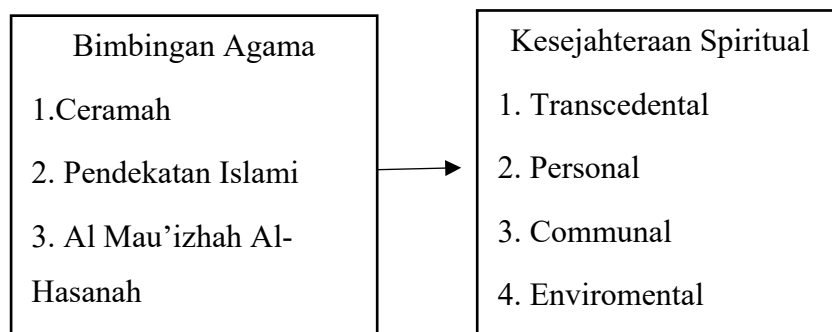 Bimbingan Agama
1.Ceramah
2. Pendekatan Islami
3. Al Mau’izhah Al-
Hasanah
Kesejahteraan Spiritual
1. Transcedental
2. Personal
3. Communal
4. Enviromental